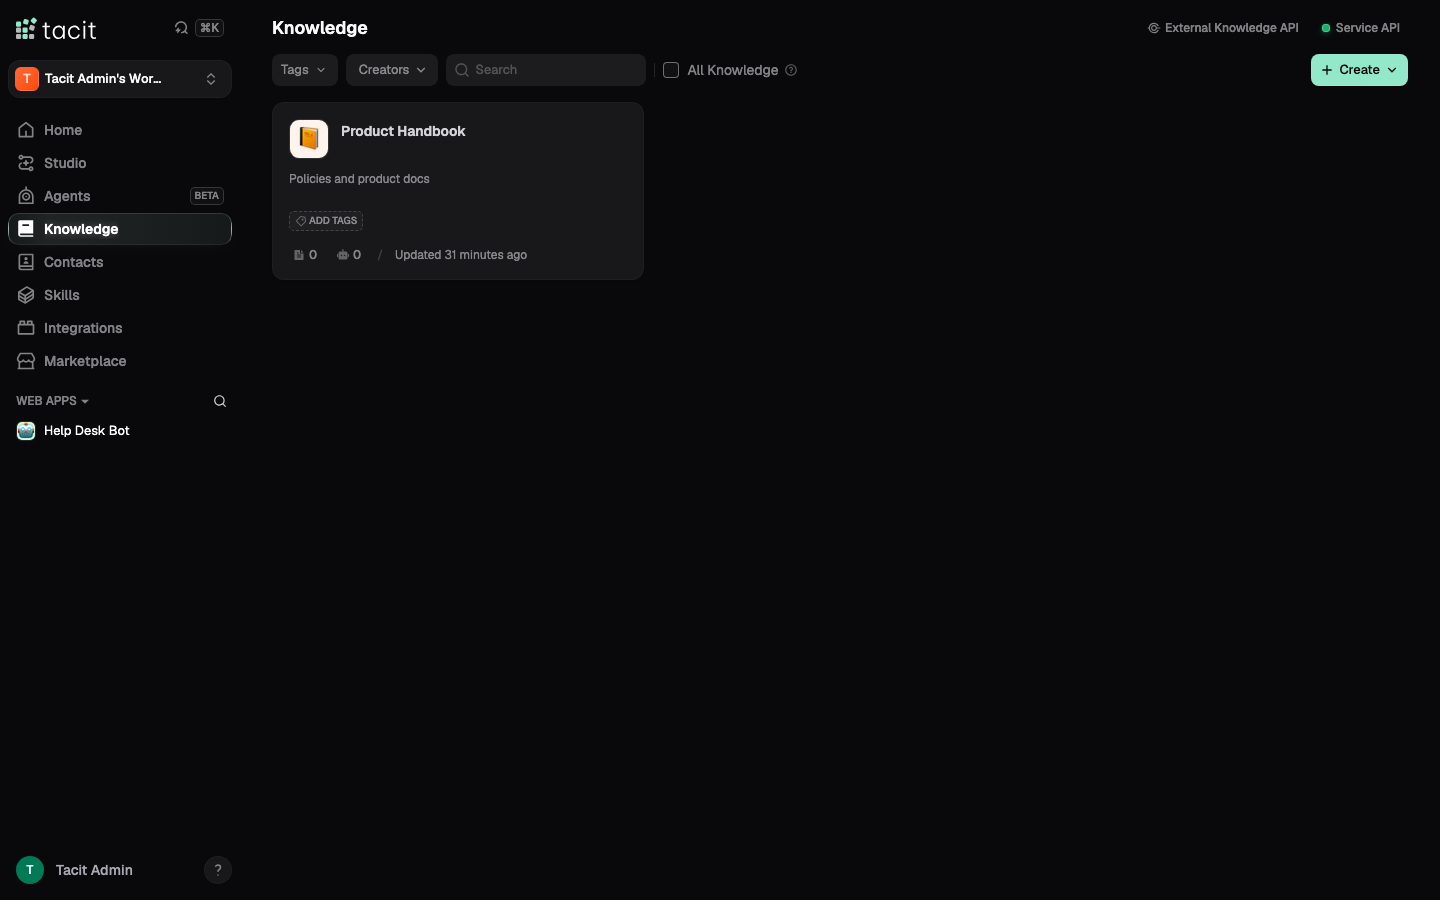 tacit
⌘K
Tacit Admin's Wor...
T
Home
Studio
Agents
BETA
Knowledge
Contacts
Skills
Integrations
Marketplace
WEB APPS
Help Desk Bot
T
Tacit Admin
?
Knowledge
External Knowledge API
Service API
Tags
Creators
Search
All Knowledge
?
+ Create
Product Handbook
Policies and product docs
ADD TAGS
0
0
/
Updated 31 minutes ago